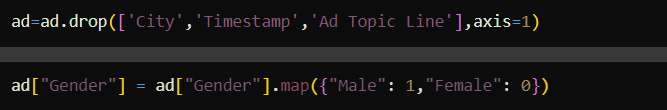 ad=ad.drop(['City','Timestamp','Ad Topic Line'],axis=1)
ad["Gender"] = ad["Gender"].map({"Male": 1,"Female": 0})